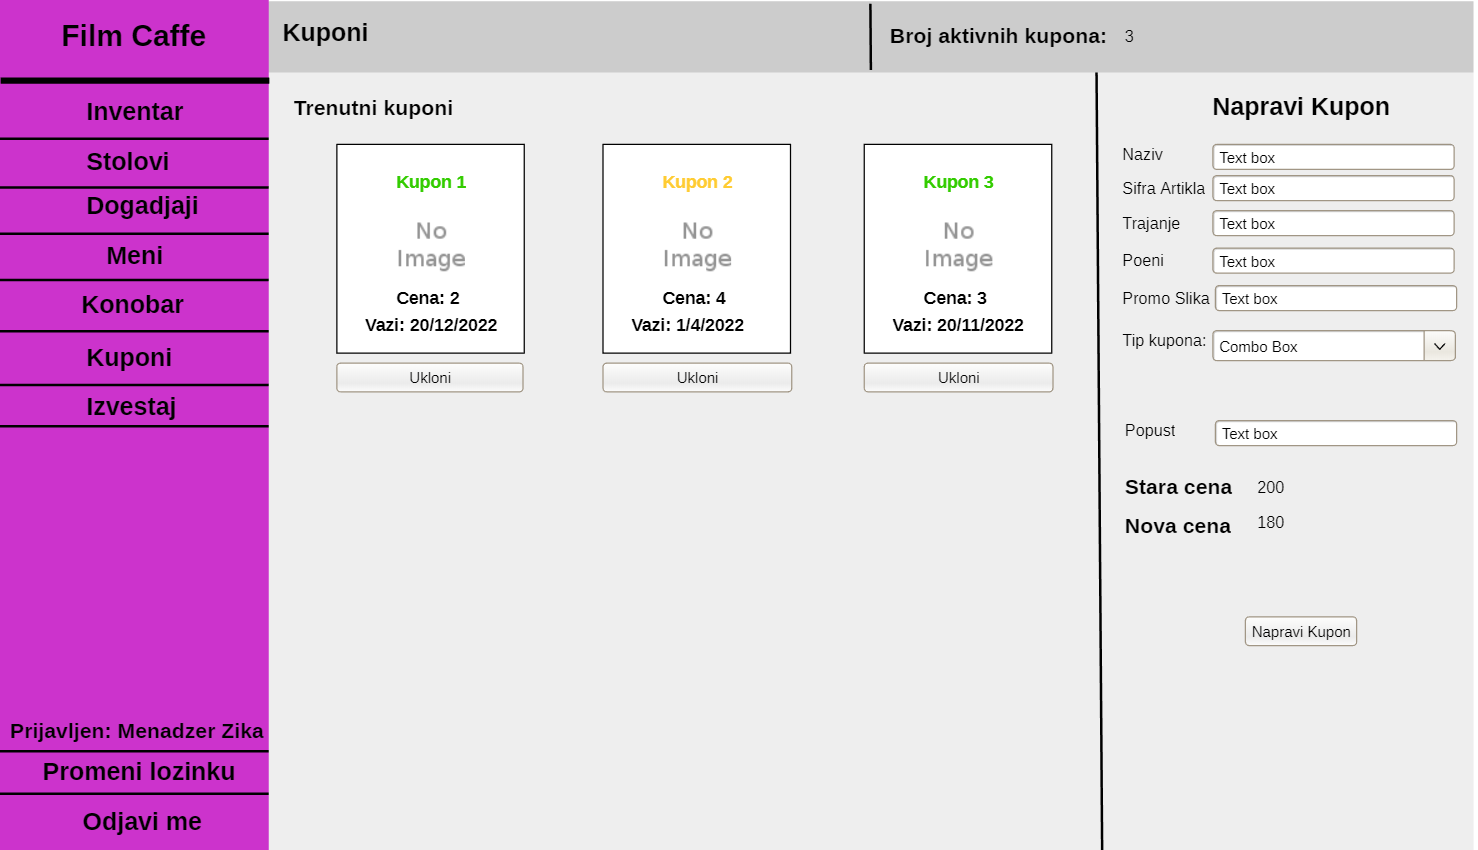 Film Caffe
Inventar
Stolovi
Dogadjaji
Meni
Konobar
Kuponi
Izvestaj
Prijavljen: Menadzer Zika
Promeni lozinku
Odjavi me
Kuponi
Broj aktivnih kupona: 3
Trenutni kuponi
Kupon 1
No
Image
Cena: 2
Vazi: 20/12/2022
Ukloni
Kupon 2
No
Image
Cena: 4
Vazi: 1/4/2022
Ukloni
Kupon 3
No
Image
Cena: 3
Vazi: 20/11/2022
Ukloni
Napravi Kupon
Naziv Text box
Sifra Artikla Text box
Trajanje Text box
Poeni Text box
Promo Slika Text box
Tip kupona: Combo Box
Popust Text box
Stara cena 200
Nova cena 180
Napravi Kupon